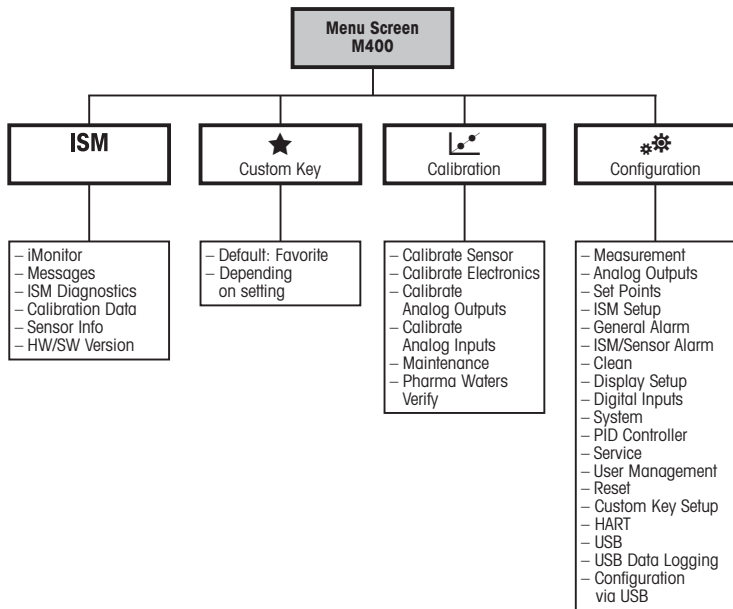 Menu Screen
M400
ISM
Custom Key
Calibration
Configuration
– iMonitor
– Messages
– ISM Diagnostics
– Calibration Data
– Sensor Info
– HW/SW Version
– Default: Favorite
– Depending
on setting
– Calibrate Sensor
– Calibrate Electronics
– Calibrate
Analog Outputs
– Calibrate
Analog Inputs
– Maintenance
– Pharma Waters
Verify
– Measurement
– Analog Outputs
– Set Points
– ISM Setup
– General Alarm
– ISM/Sensor Alarm
– Clean
– Display Setup
– Digital Inputs
– System
– PID Controller
– Service
– User Management
– Reset
– Custom Key Setup
– HART
– USB
– USB Data Logging
– Configuration
via USB